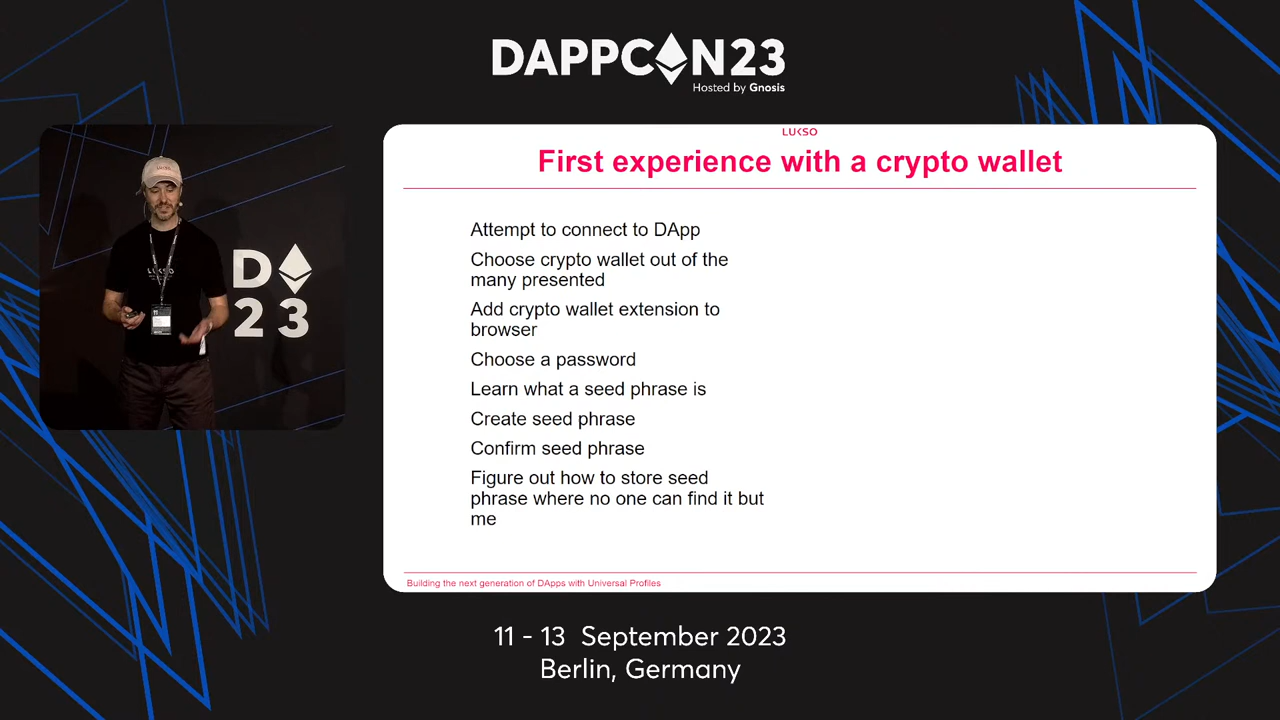 DAPPCON23
Hosted by Gnosis
LUKSO
First experience with a crypto wallet
Attempt to connect to DApp
Choose crypto wallet out of the
many presented
Add crypto wallet extension to
browser
Choose a password
Learn what a seed phrase is
Create seed phrase
Confirm seed phrase
Figure out how to store seed
phrase where no one can find it but
me
Building the next generation of DApps with Universal Profiles
LUKSO
D
23
11 - 13 September 2023
Berlin, Germany